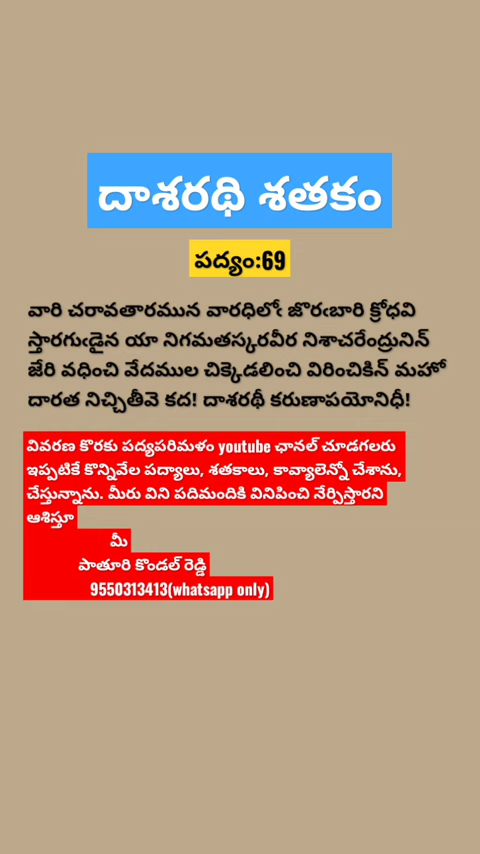 దాశరథి శతకం
పద్యం:69
వారి చరావతారమున వారధిలోఁ జొరఁబారి క్రోధవి
స్తారగుఁడైన యా నిగమతస్కరవీర నిశాచరేంద్రునిన్
జేరి వధించి వేదముల చిక్కెడలించి విరించికిన్ మహో
దారత నిచ్చితీవె కద! దాశరథీ కరుణాపయోనిధీ!
వివరణ కొరకు పద్యపరిమళం youtube ఛానల్ చూడగలరు
ఇప్పటికే కొన్నివేల పద్యాలు, శతకాలు, కావ్యాలెన్నో చేశాను,
చేస్తున్నాను. మీరు విని పదిమందికి వినిపించి నేర్పిస్తారని
ఆశిస్తూ
మీ
పాతూరి కొండల్ రెడ్డి
9550313413(whatsapp only)